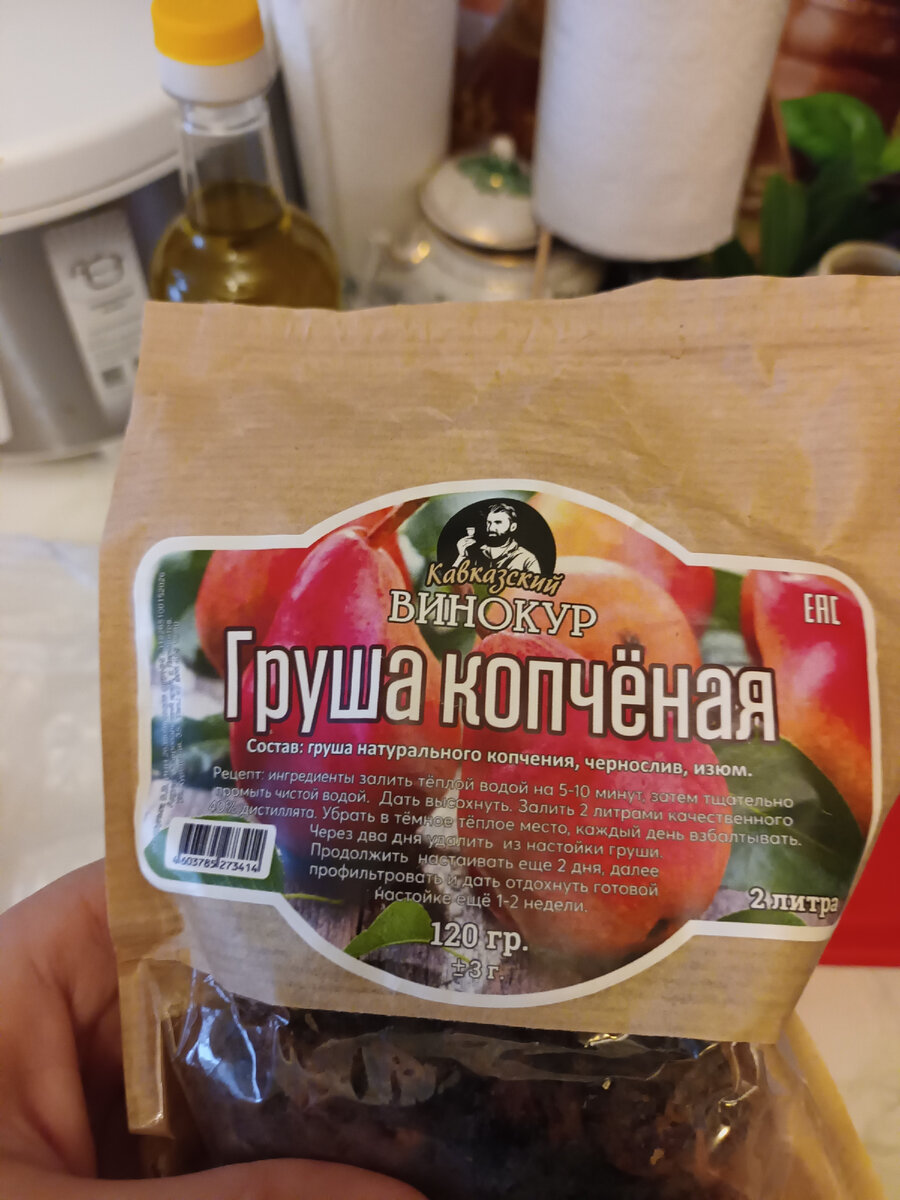 Кавказский
ВИНОКУР
EAC
Груша копчёная
Состав: груша натурального копчения, чернослив, изюм.
Рецепт: ингредиенты залить тёплой водой на 5-10 минут, затем тщательно
промыть чистой водой. Дать высохнуть. Залить 2 литрами качественного
40% дистиллята. Убрать в тёмное тёплое место, каждый день взбалтывать.
Через два дня удалить из настойки груши.
Продолжить настаивать еще 2 дня, далее
профильтровать и дать отдохнуть готовой
настойке ещё 1-2 недели.
4603785273414
2 литра
120 гр.
±3 г.